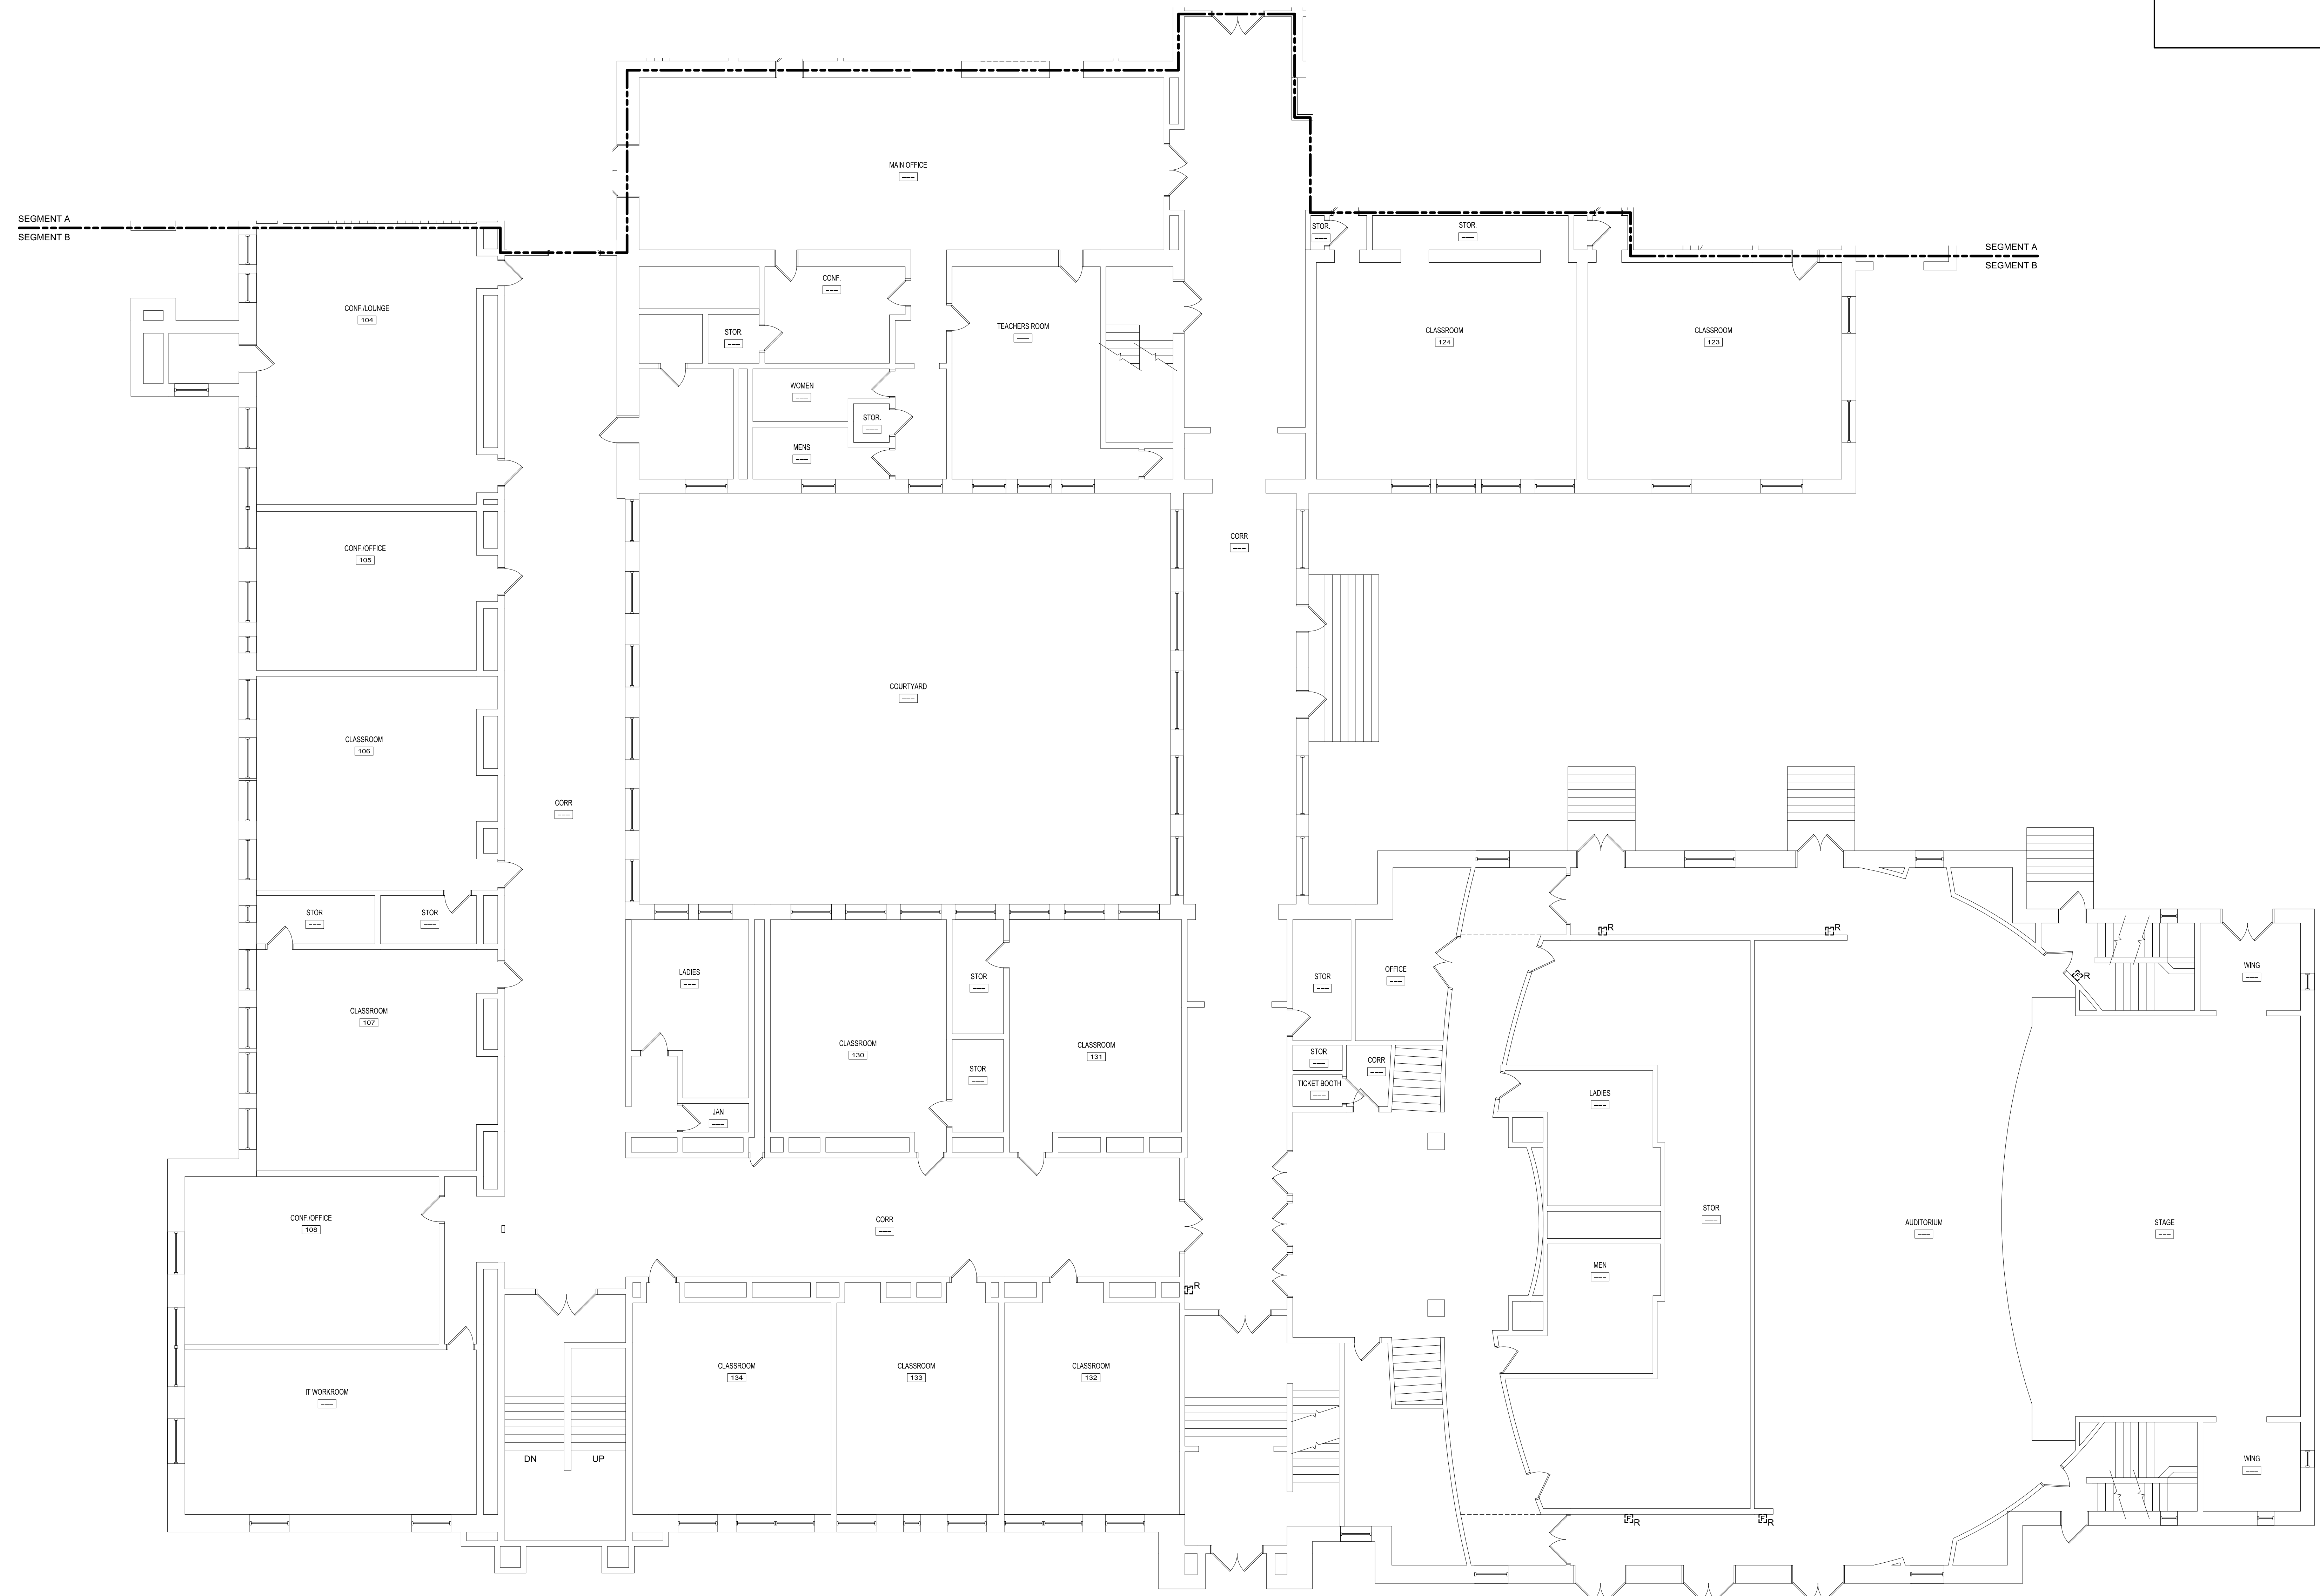 MAIN OFFICE
---
SEGMENT A
SEGMENT B
STOR.
---
STOR.
---
SEGMENT A
SEGMENT B
CONF.
---
CONF./LOUNGE
104
STOR.
---
TEACHERS ROOM
---
CLASSROOM
124
CLASSROOM
123
WOMEN
---
STOR.
---
MENS
---
CORR
---
CONF./OFFICE
105
COURTYARD
---
CLASSROOM
106
CORR
---
STOR
---
STOR
---
R
R
LADIES
---
STOR
---
STOR
---
OFFICE
---
R
WING
---
CLASSROOM
107
CLASSROOM
130
CLASSROOM
131
STOR
---
STOR
---
CORR
---
TICKET BOOTH
---
JAN
---
LADIES
---
CONF./OFFICE
108
CORR
---
STOR
---
AUDITORIUM
---
STAGE
---
MEN
---
R
IT WORKROOM
---
CLASSROOM
134
CLASSROOM
133
CLASSROOM
132
DN
UP
WING
---
R
R